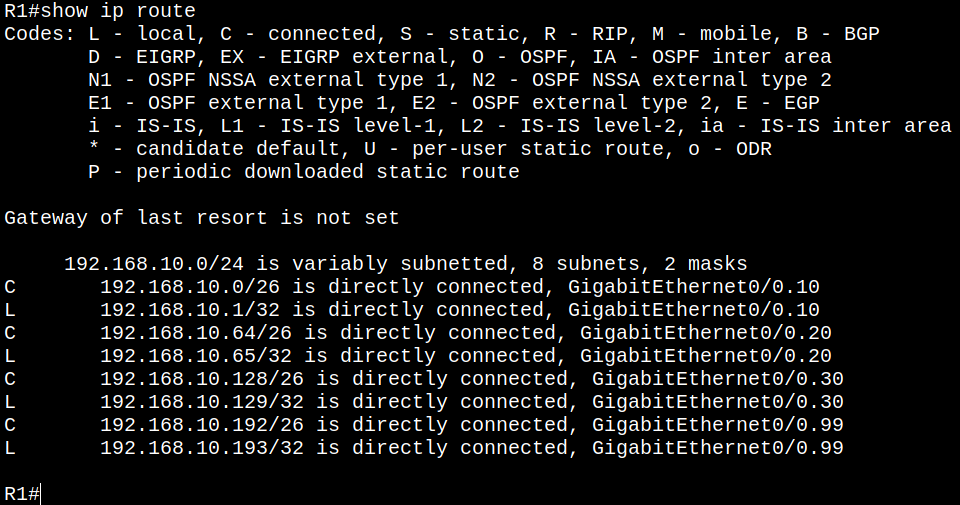 R1#show ip route
Codes: L - local, C - connected, S - static, R - RIP, M - mobile, B - BGP
D - EIGRP, EX - EIGRP external, O - OSPF, IA - OSPF inter area
N1 - OSPF NSSA external type 1, N2 - OSPF NSSA external type 2
E1 - OSPF external type 1, E2 - OSPF external type 2, E - EGP
i - IS-IS, L1 - IS-IS level-1, L2 - IS-IS level-2, ia - IS-IS inter area
* - candidate default, U - per-user static route, o - ODR
P - periodic downloaded static route
Gateway of last resort is not set
192.168.10.0/24 is variably subnetted, 8 subnets, 2 masks
C 192.168.10.0/26 is directly connected, GigabitEthernet0/0.10
L 192.168.10.1/32 is directly connected, GigabitEthernet0/0.10
C 192.168.10.64/26 is directly connected, GigabitEthernet0/0.20
L 192.168.10.65/32 is directly connected, GigabitEthernet0/0.20
C 192.168.10.128/26 is directly connected, GigabitEthernet0/0.30
L 192.168.10.129/32 is directly connected, GigabitEthernet0/0.30
C 192.168.10.192/26 is directly connected, GigabitEthernet0/0.99
L 192.168.10.193/32 is directly connected, GigabitEthernet0/0.99
R1#